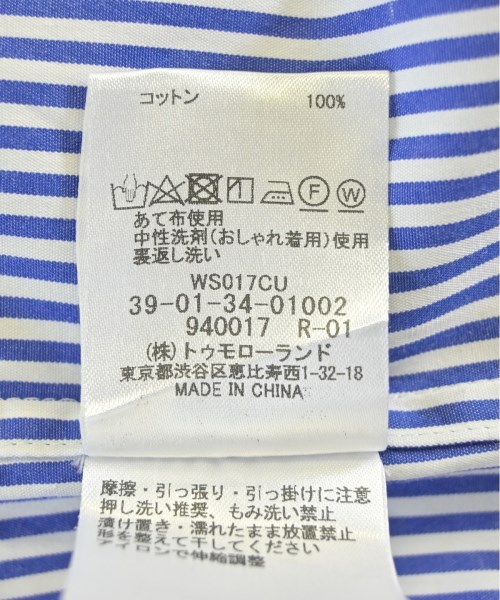 コットン 100%
F W
あて布使用
中性洗剤(おしゃれ着用)使用
裏返し洗い
WS017CU
39-01-34-01002
940017 R-01
(株)トゥモローランド
東京都渋谷区恵比寿西1-32-18
MADE IN CHINA
摩擦・引っ張り・引っ掛けに注意
押し洗い推奨、もみ洗い禁止
漬け置き・濡れたまま放置禁止
形を整えて干してください
アイロンで伸縮調整